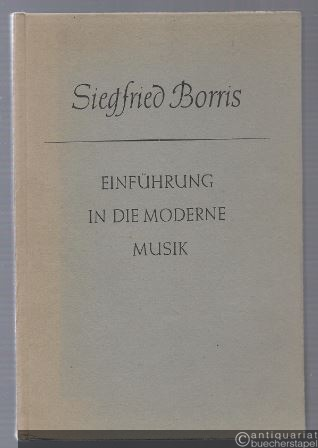 Siegfried Borris
EINFÜHRUNG
IN DIE MODERNE
MUSIK
antiquariat
buecherstapel